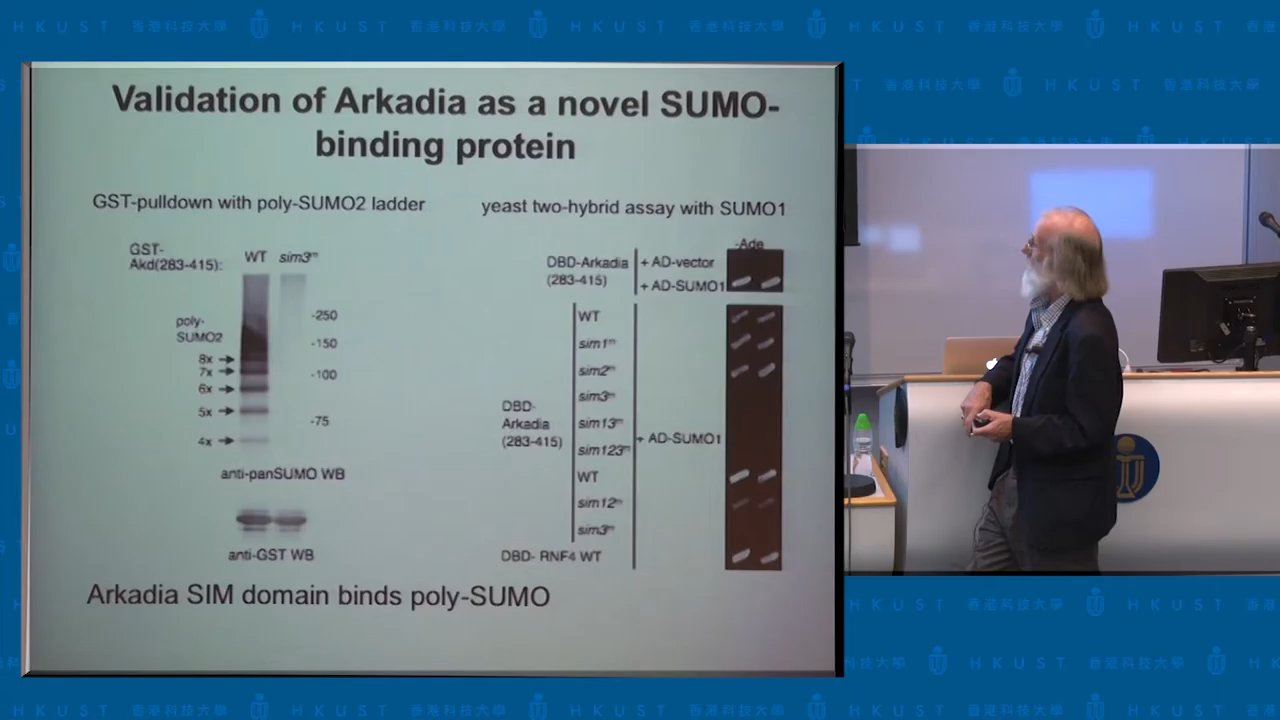 HKUST 香港科技大學
Validation of Arkadia as a novel SUMO-
binding protein
GST-pulldown with poly-SUMO2 ladder
GST-
Akd(283-415):
WT sim3ᵐ
poly-
SUMO2
8x
7x
6x
5x
4x
-250
-150
-100
-75
anti-panSUMO WB
anti-GST WB
yeast two-hybrid assay with SUMO1
-Ade
DBD-Arkadia
(283-415)
+ AD-vector
+ AD-SUMO1
DBD-
Arkadia
(283-415)
WT
sim1ᵐ
sim2ᵐ
sim3ᵐ
sim13ᵐ
sim123ᵐ
WT
sim12ᵐ
sim3ᵐ
+ AD-SUMO1
DBD- RNF4 WT
Arkadia SIM domain binds poly-SUMO